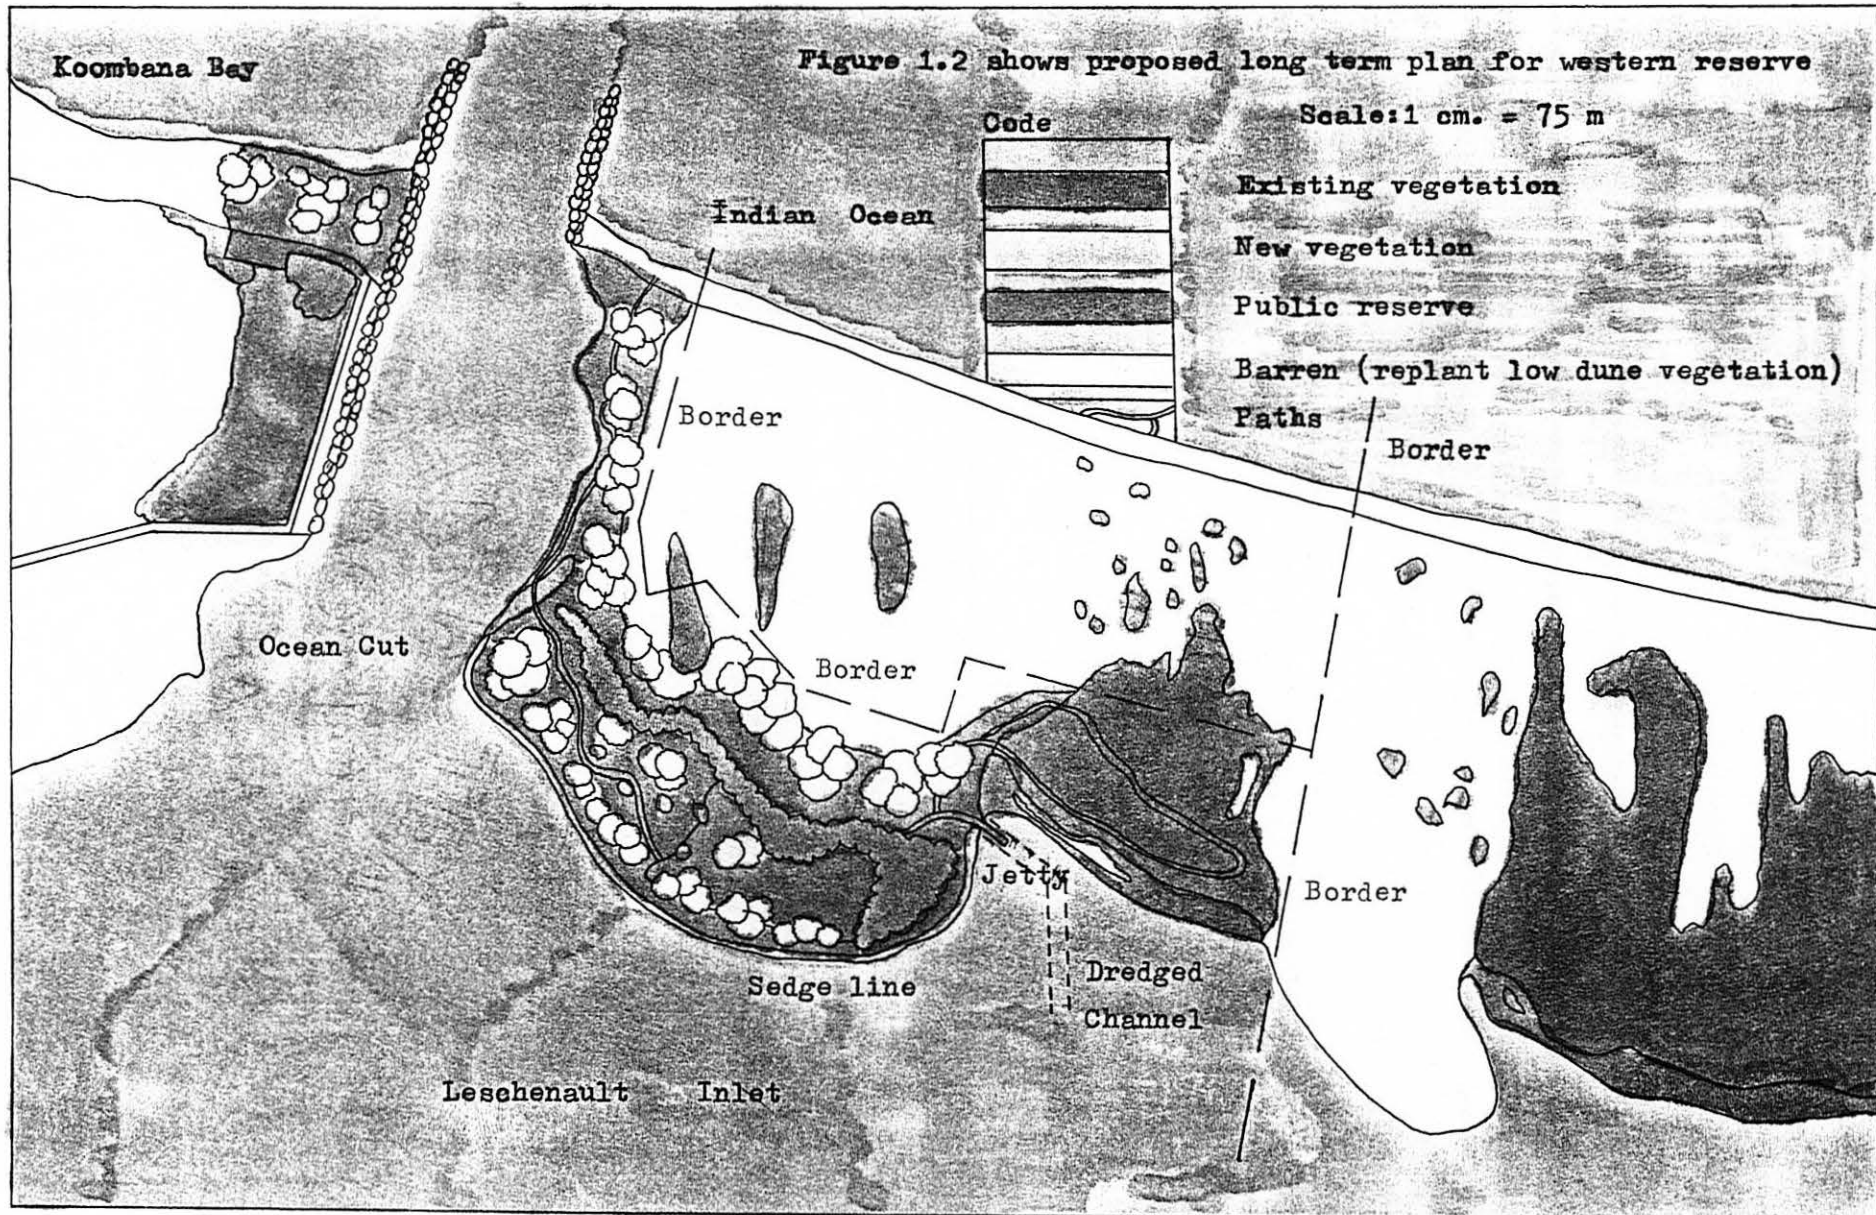 Koombana Bay
Figure 1.2 shows proposed long term plan for western reserve
Scale: 1 cm. = 75 m
Code
Existing vegetation
New vegetation
Public reserve
Barren (replant low dune vegetation)
Paths
Indian Ocean
Border
Border
Ocean Cut
Border
Jetty
Border
Sedge line
Dredged
Channel
Leschenault Inlet